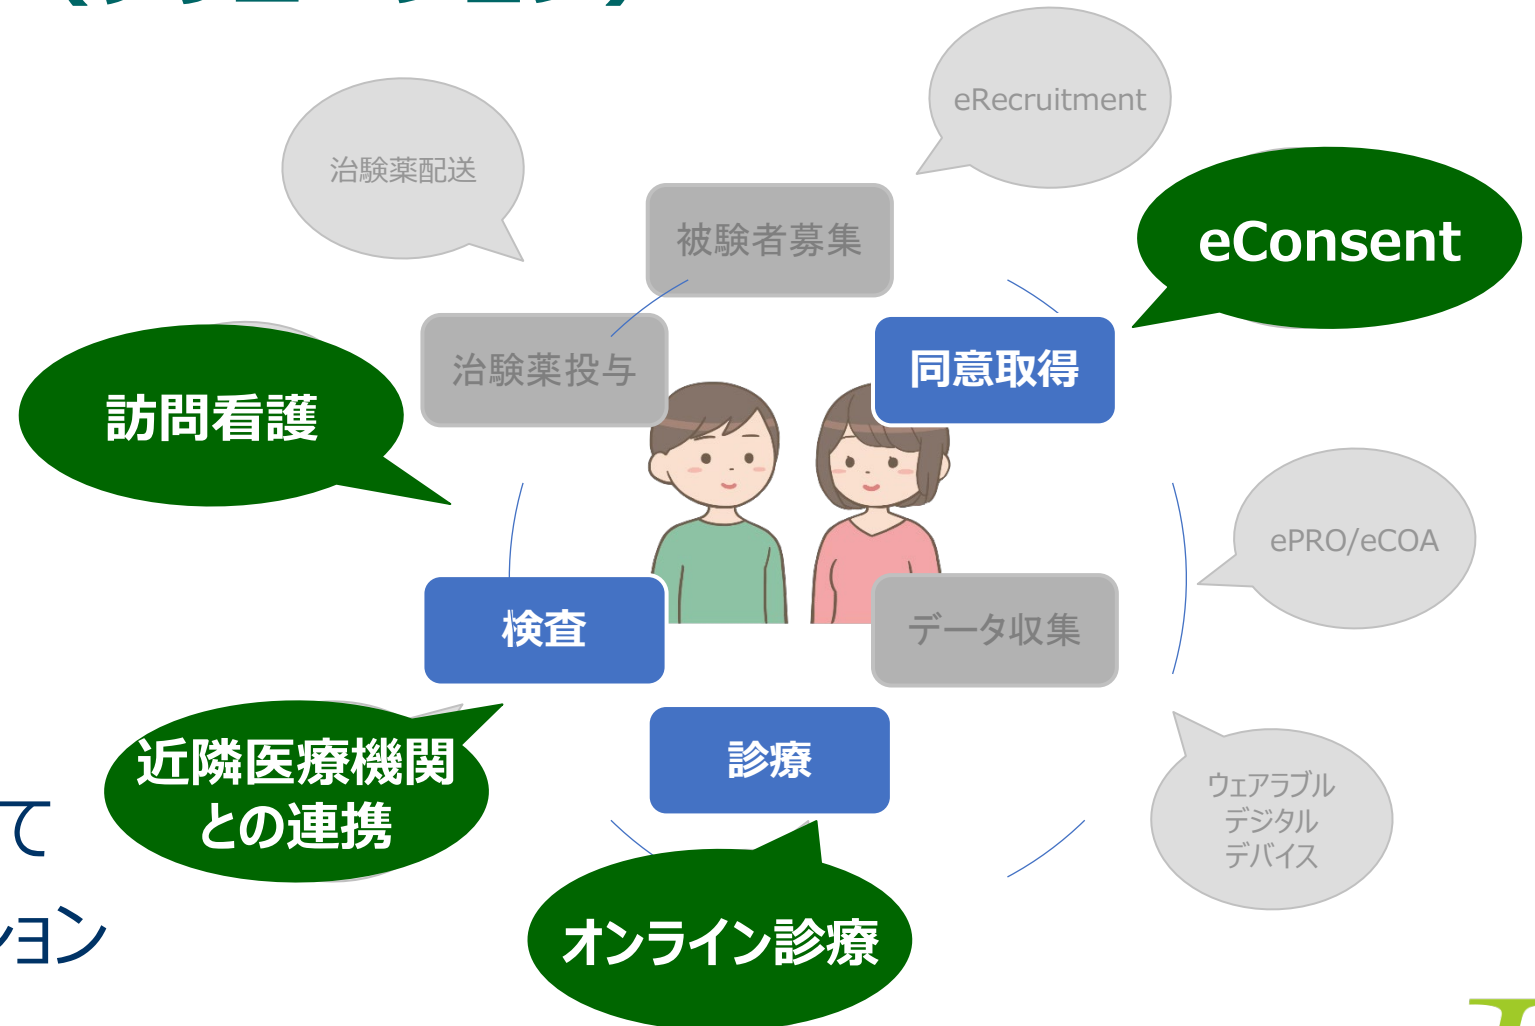 eRecruitment
治験薬配送
被験者募集
eConsent
治験薬投与
同意取得
訪問看護
ePRO/eCOA
検査
データ収集
近隣医療機関
との連携
診療
ウェアラブル
デジタル
デバイス
て
ション
オンライン診療